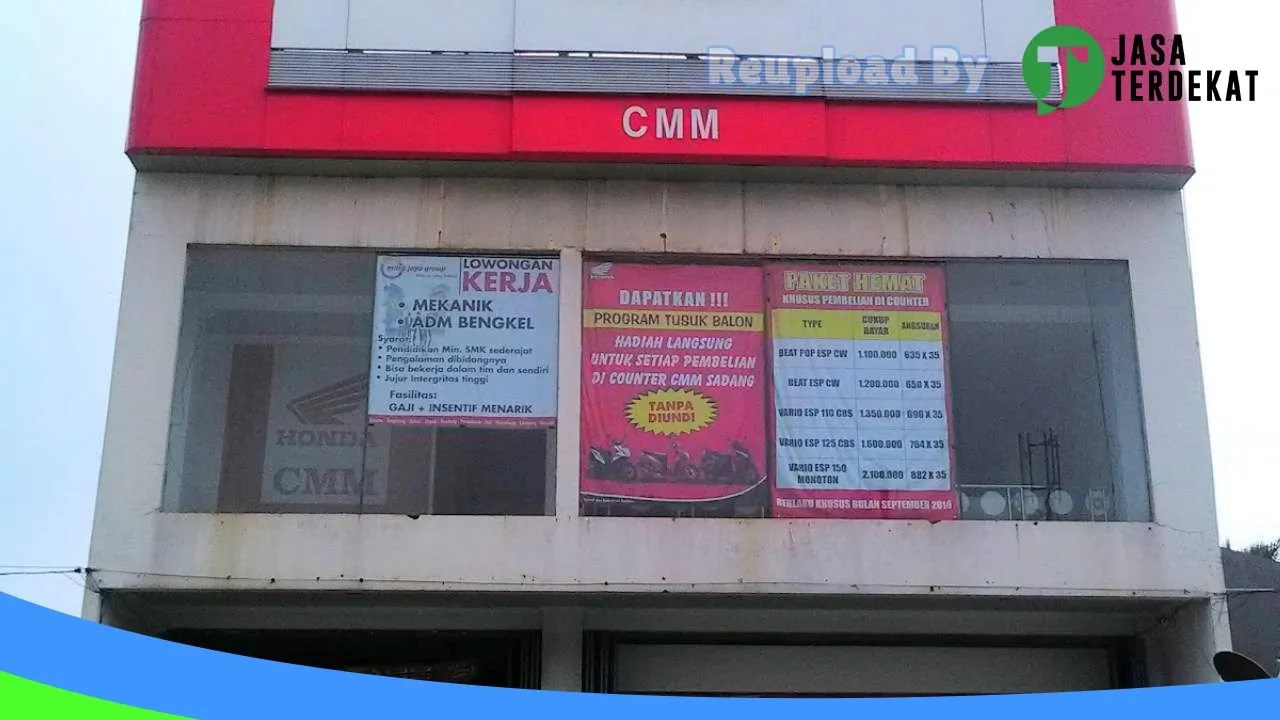 Reupload By
JASA
TERDEKAT
CMM
mitra jaya group
LOWONGAN
KERJA
• MEKANIK
• ADM BENGKEL
Syarat:
• Pendidikan Min. SMK sederajat
• Pengalaman dibidangnya
• Bisa bekerja dalam tim dan sendiri
• Jujur Intergritas tinggi
Fasilitas:
GAJI + INSENTIF MENARIK
HONDA
CMM
HONDA
DAPATKAN !!!
PROGRAM TUSUK BALON
HADIAH LANGSUNG
UNTUK SETIAP PEMBELIAN
DI COUNTER CMM SADANG
TANPA
DIUNDI
PAKET HEMAT
KHUSUS PEMBELIAN DI COUNTER
TYPE CUKUP BAYAR ANGSURAN
BEAT POP ESP CW 1.100.000 635 X 35
BEAT ESP CW 1.200.000 650 X 35
VARIO ESP 110 CBS 1.350.000 696 X 35
VARIO ESP 125 CBS 1.600.000 764 X 35
VARIO ESP 150 MONOTON 2.100.000 882 X 35
BERLAKU KHUSUS BULAN SEPTEMBER 2016